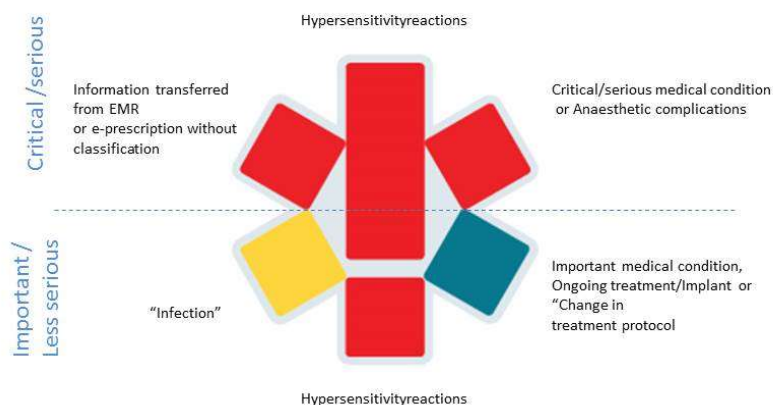 Hypersensitivityreactions
Critical /serious
Information transferred
from EMR
or e-prescription without
classification
Critical/serious medical condition
or Anaesthetic complications
Important /
Less serious
“Infection”
Important medical condition,
Ongoing treatment/Implant or
“Change in
treatment protocol
Hypersensitivityreactions